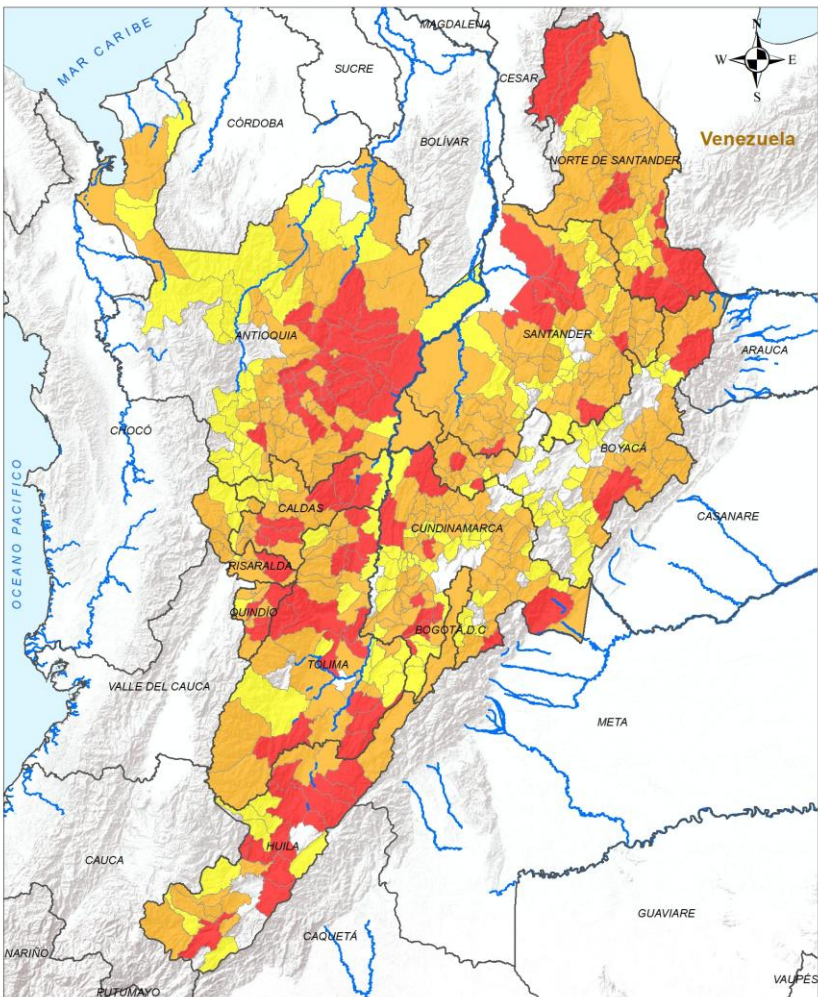 MAR CARIBE
MAGDALENA
SUCRE
CESAR
N
W
E
S
CÓRDOBA
BOLÍVAR
Venezuela
NORTE DE SANTANDER
ANTIOQUIA
SANTANDER
ARAUCA
CHOCÓ
BOYACÁ
CALDAS
CUNDINAMARCA
CASANARE
OCEANO PACIFICO
RISARALDA
QUINDÍO
BOGOTÁ D.C
TOLIMA
VALLE DEL CAUCA
META
HUILA
CAUCA
GUAVIARE
CAQUETÁ
NARIÑO
PUTUMAYO
VAUPÉS